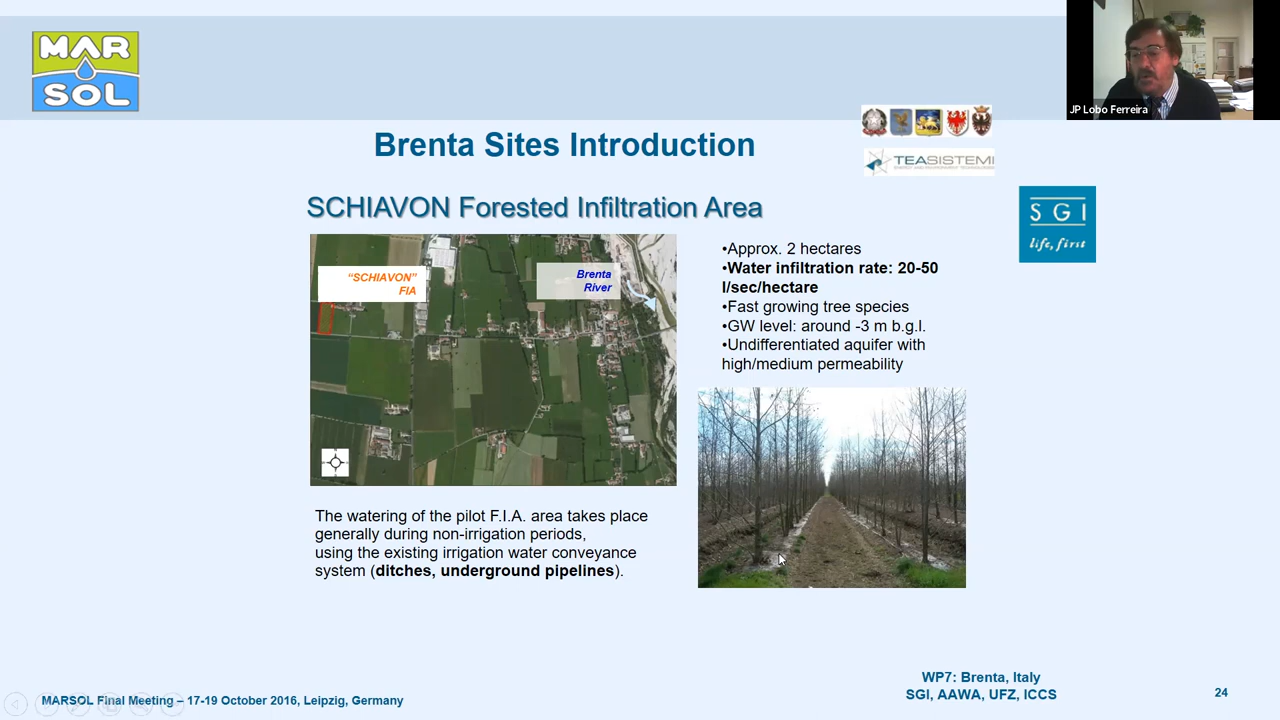 MAR
SOL
JP Lobo Ferreira
Brenta Sites Introduction
TEASISTEMI
SCHIAVON Forested Infiltration Area
SGI
life, first
“SCHIAVON”
FIA
Brenta
River
•Approx. 2 hectares
•Water infiltration rate: 20-50
l/sec/hectare
•Fast growing tree species
•GW level: around -3 m b.g.l.
•Undifferentiated aquifer with
high/medium permeability
The watering of the pilot F.I.A. area takes place
generally during non-irrigation periods,
using the existing irrigation water conveyance
system (ditches, underground pipelines).
WP7: Brenta, Italy
SGI, AAWA, UFZ, ICCS
MARSOL Final Meeting – 17-19 October 2016, Leipzig, Germany
24